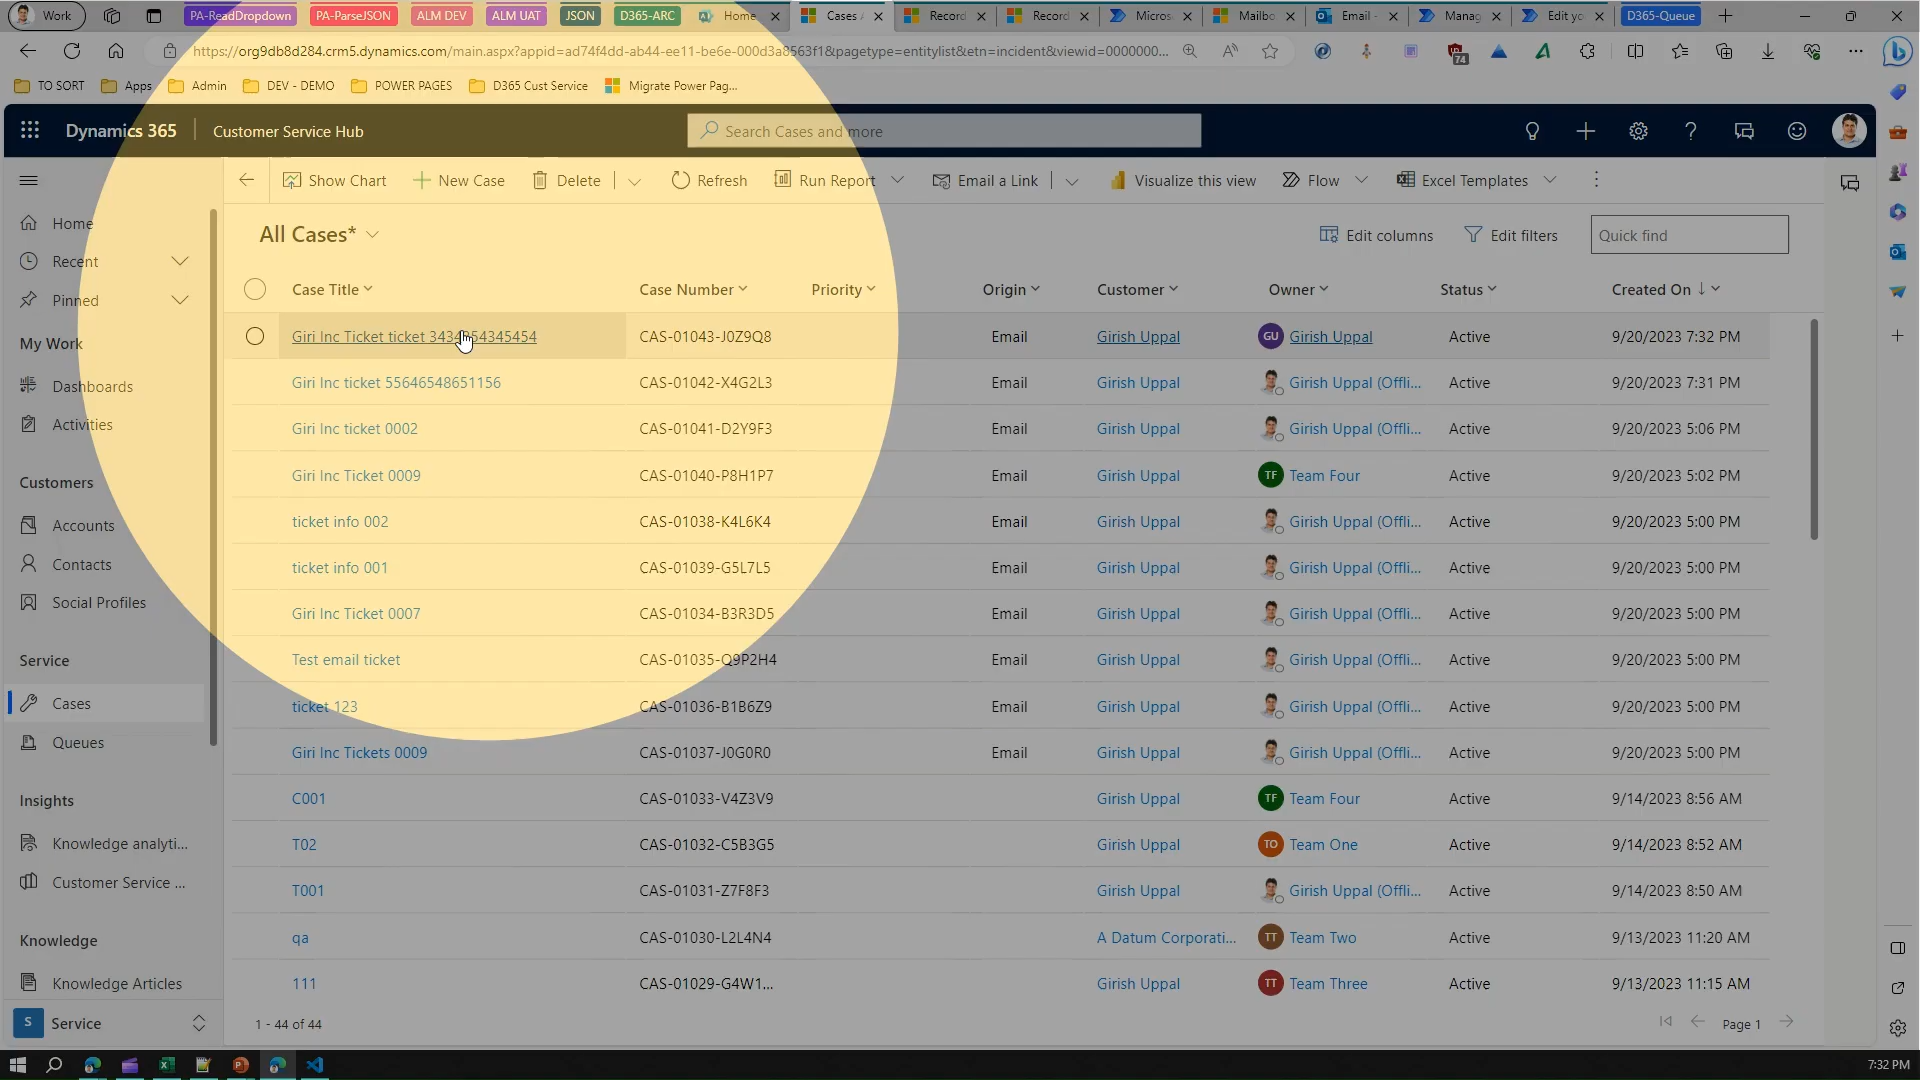 Work
PA-ReadDropdown
PA-ParseJSON
ALM DEV
ALM UAT
JSON
D365-ARC
Home
Cases
Record
Record
Micros
Mailbo
Email -
Manag
Edit yo
D365-Queue
https://org9db8d284.crm5.dynamics.com/main.aspx?appid=ad74f4dd-ab44-ee11-be6e-000d3a8563f1&pagetype=entitylist&etn=incident&viewid=0000000...
74
TO SORT
Apps
Admin
DEV - DEMO
POWER PAGES
D365 Cust Service
Migrate Power Pag...
Dynamics 365
Customer Service Hub
Search Cases and more
Show Chart
New Case
Delete
Refresh
Run Report
Email a Link
Visualize this view
Flow
Excel Templates
Home
Recent
Pinned
My Work
Dashboards
Activities
Customers
Accounts
Contacts
Social Profiles
Service
Cases
Queues
Insights
Knowledge analyti...
Customer Service ...
Knowledge
Knowledge Articles
S Service
All Cases*
Edit columns
Edit filters
Quick find
Case Title Case Number Priority Origin Customer Owner Status Created On
Giri Inc Ticket ticket 3434 54345454 CAS-01043-J0Z9Q8 Email Girish Uppal GU Girish Uppal Active 9/20/2023 7:32 PM
Giri Inc ticket 55646548651156 CAS-01042-X4G2L3 Email Girish Uppal Girish Uppal (Offli... Active 9/20/2023 7:31 PM
Giri Inc ticket 0002 CAS-01041-D2Y9F3 Email Girish Uppal Girish Uppal (Offli... Active 9/20/2023 5:06 PM
Giri Inc Ticket 0009 CAS-01040-P8H1P7 Email Girish Uppal TF Team Four Active 9/20/2023 5:02 PM
ticket info 002 CAS-01038-K4L6K4 Email Girish Uppal Girish Uppal (Offli... Active 9/20/2023 5:00 PM
ticket info 001 CAS-01039-G5L7L5 Email Girish Uppal Girish Uppal (Offli... Active 9/20/2023 5:00 PM
Giri Inc Ticket 0007 CAS-01034-B3R3D5 Email Girish Uppal Girish Uppal (Offli... Active 9/20/2023 5:00 PM
Test email ticket CAS-01035-Q9P2H4 Email Girish Uppal Girish Uppal (Offli... Active 9/20/2023 5:00 PM
ticket 123 CAS-01036-B1B6Z9 Email Girish Uppal Girish Uppal (Offli... Active 9/20/2023 5:00 PM
Giri Inc Tickets 0009 CAS-01037-J0G0R0 Email Girish Uppal Girish Uppal (Offli... Active 9/20/2023 5:00 PM
C001 CAS-01033-V4Z3V9 Girish Uppal TF Team Four Active 9/14/2023 8:56 AM
T02 CAS-01032-C5B3G5 Girish Uppal TO Team One Active 9/14/2023 8:52 AM
T001 CAS-01031-Z7F8F3 Girish Uppal Girish Uppal (Offli... Active 9/14/2023 8:50 AM
qa CAS-01030-L2L4N4 A Datum Corporati... TT Team Two Active 9/13/2023 11:20 AM
111 CAS-01029-G4W1... Girish Uppal TT Team Three Active 9/13/2023 11:15 AM
1 - 44 of 44
Page 1
7:32 PM